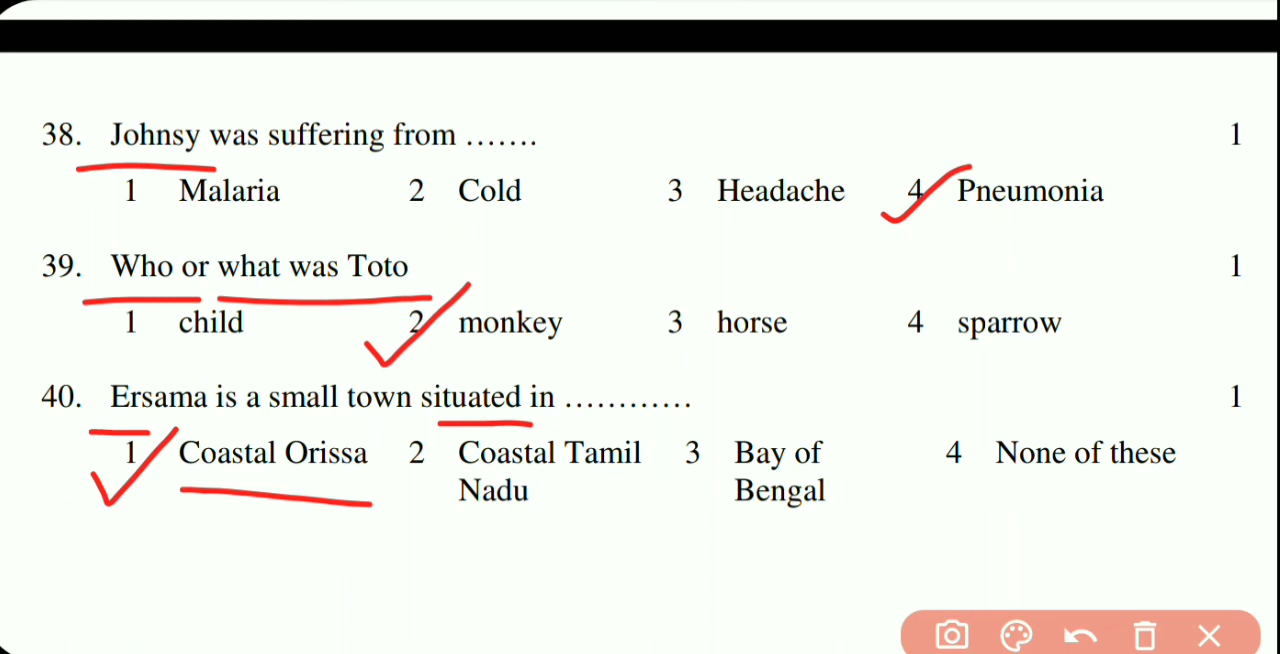 38. Johnsy was suffering from ....... 1
1 Malaria 2 Cold 3 Headache 4 Pneumonia
39. Who or what was Toto 1
1 child 2 monkey 3 horse 4 sparrow
40. Ersama is a small town situated in ............ 1
1 Coastal Orissa 2 Coastal Tamil 3 Bay of 4 None of these
Nadu Bengal